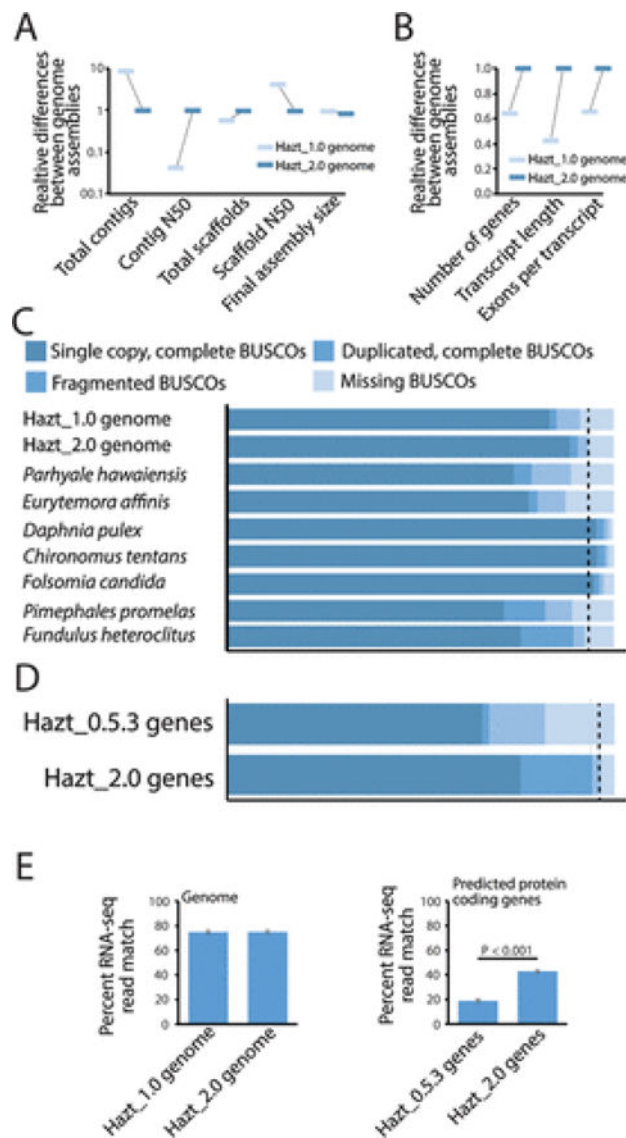 A
B
Realtive differences
between genome
assemblies
10
1
0.1
00.1
Hazt_1.0 genome
Hazt_2.0 genome
Total contigs
Contig N50
Total scaffolds
Scaffold N50
Final assembly size
Realtive differences
between genome
assemblies
1.0
0.8
0.6
0.4
0.2
0.0
Hazt_1.0 genome
Hazt_2.0 genome
Number of genes
Transcript length
Exons per transcript
C
Single copy, complete BUSCOs
Duplicated, complete BUSCOs
Fragmented BUSCOs
Missing BUSCOs
Hazt_1.0 genome
Hazt_2.0 genome
Parhyale hawaiensis
Eurytemora affinis
Daphnia pulex
Chironomus tentans
Folsomia candida
Pimephales promelas
Fundulus heteroclitus
D
Hazt_0.5.3 genes
Hazt_2.0 genes
E
Percent RNA-seq
read match
100
80
60
40
20
0
Genome
Hazt_1.0 genome
Hazt_2.0 genome
Percent RNA-seq
read match
100
80
60
40
20
0
Predicted protein
coding genes
P < 0.001
Hazt_0.5.3 genes
Hazt_2.0 genes